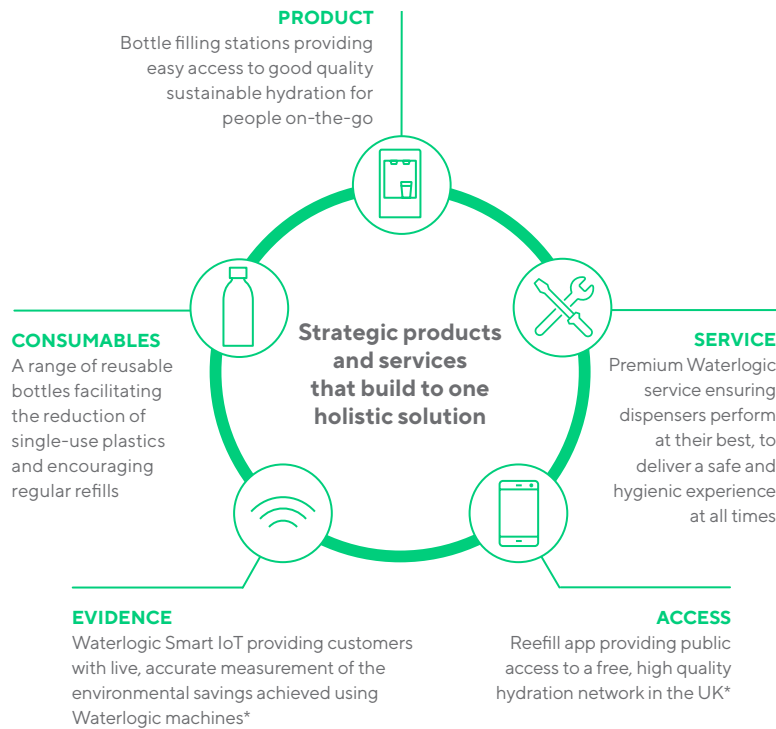 PRODUCT
Bottle filling stations providing
easy access to good quality
sustainable hydration for
people on-the-go
CONSUMABLES
A range of reusable
bottles facilitating
the reduction of
single-use plastics
and encouraging
regular refills
Strategic products
and services
that build to one
holistic solution
SERVICE
Premium Waterlogic
service ensuring
dispensers perform
at their best, to
deliver a safe and
hygienic experience
at all times
EVIDENCE
Waterlogic Smart IoT providing customers
with live, accurate measurement of the
environmental savings achieved using
Waterlogic machines*
ACCESS
Reefill app providing public
access to a free, high quality
hydration network in the UK*